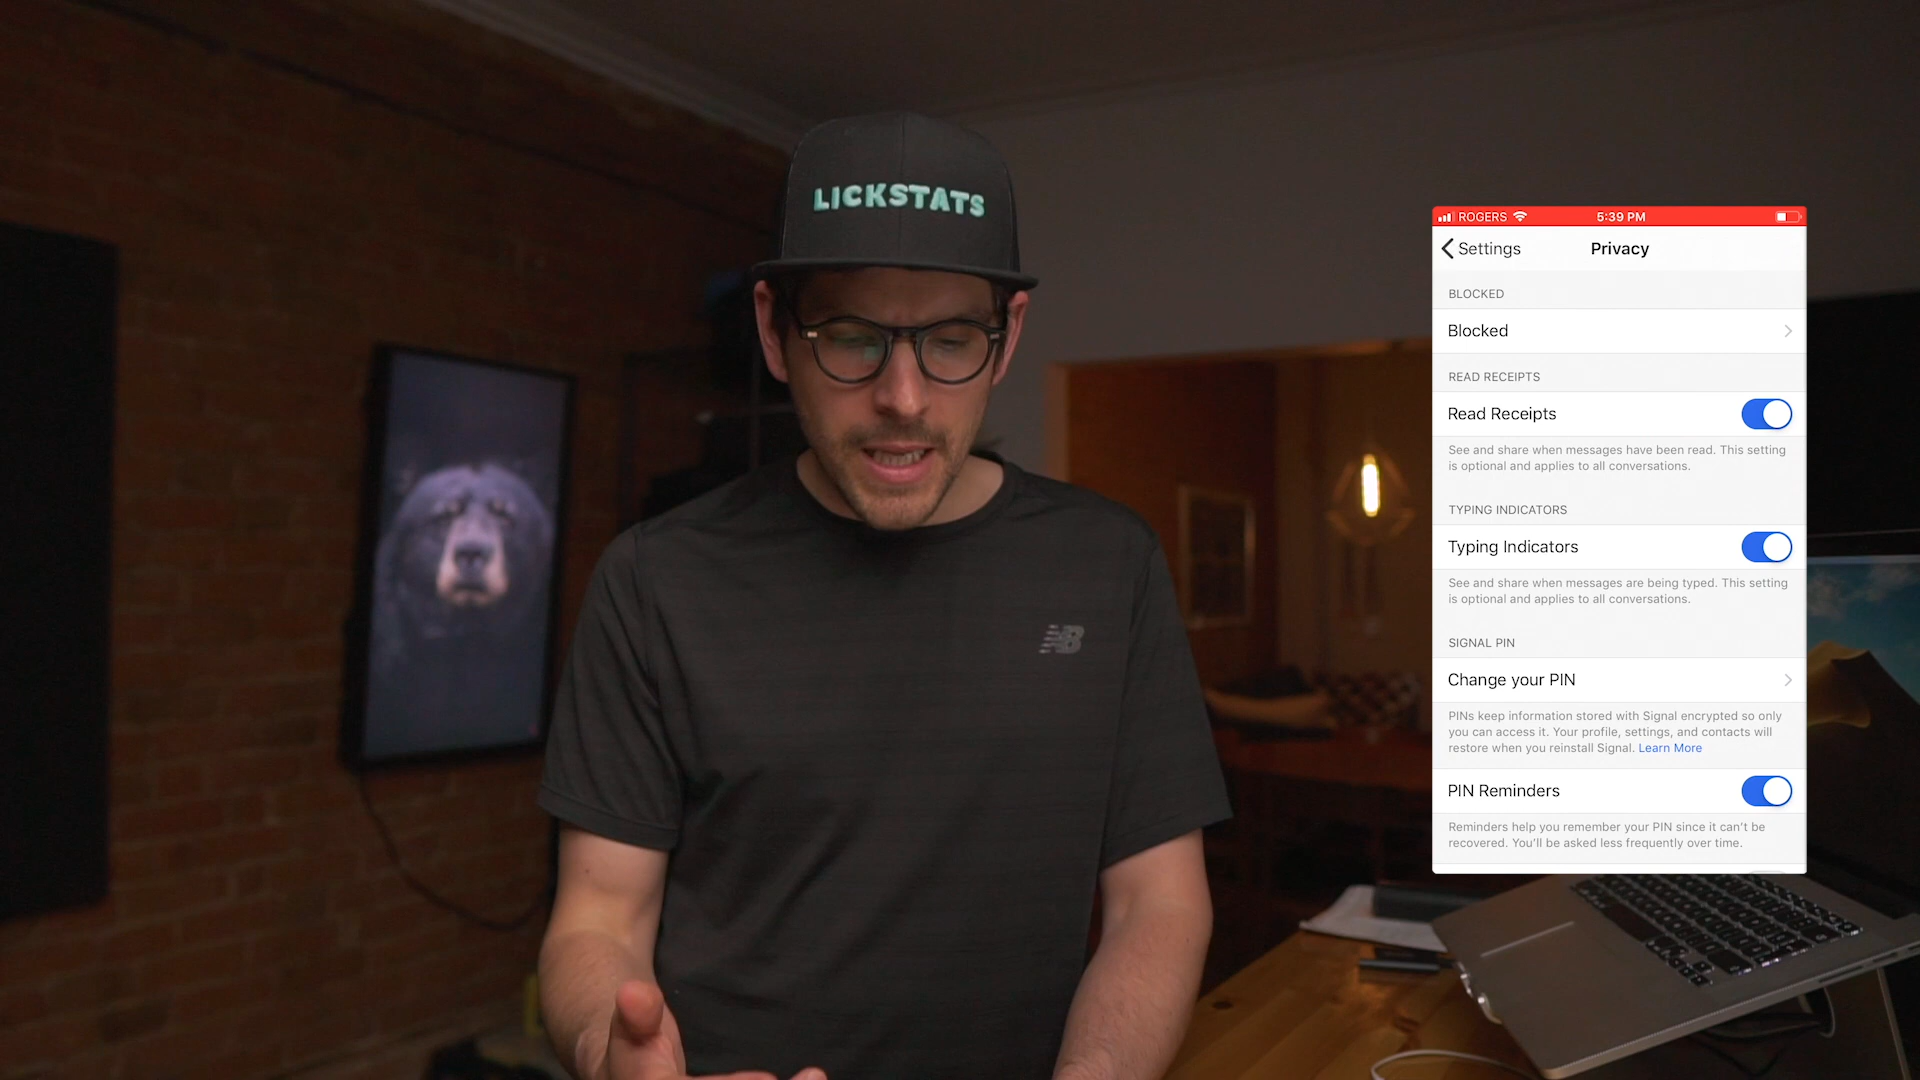 LICKSTATS
NB
ROGERS 5:39 PM
Settings Privacy
BLOCKED
Blocked
READ RECEIPTS
Read Receipts
See and share when messages have been read. This setting
is optional and applies to all conversations.
TYPING INDICATORS
Typing Indicators
See and share when messages are being typed. This setting
is optional and applies to all conversations.
SIGNAL PIN
Change your PIN
PINs keep information stored with Signal encrypted so only
you can access it. Your profile, settings, and contacts will
restore when you reinstall Signal. Learn More
PIN Reminders
Reminders help you remember your PIN since it can't be
recovered. You'll be asked less frequently over time.